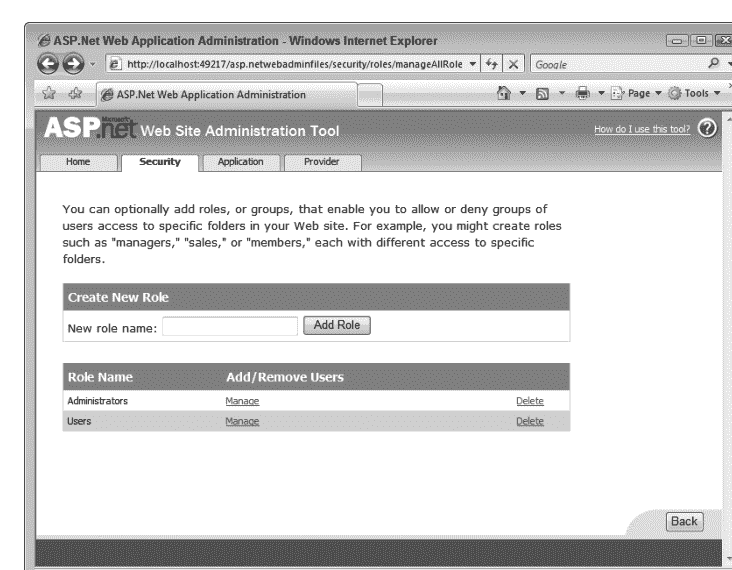 ASP.Net Web Application Administration - Windows Internet Explorer
http://localhost:49217/asp.netwebadminfiles/security/roles/manageAllRole
Google
ASP.Net Web Application Administration
Page
Tools
Microsoft
ASP.net Web Site Administration Tool
How do I use this tool? ?
Home
Security
Application
Provider
You can optionally add roles, or groups, that enable you to allow or deny groups of
users access to specific folders in your Web site. For example, you might create roles
such as "managers," "sales," or "members," each with different access to specific
folders.
Create New Role
New role name:
Add Role
Role Name Add/Remove Users
Administrators Manage Delete
Users Manage Delete
Back